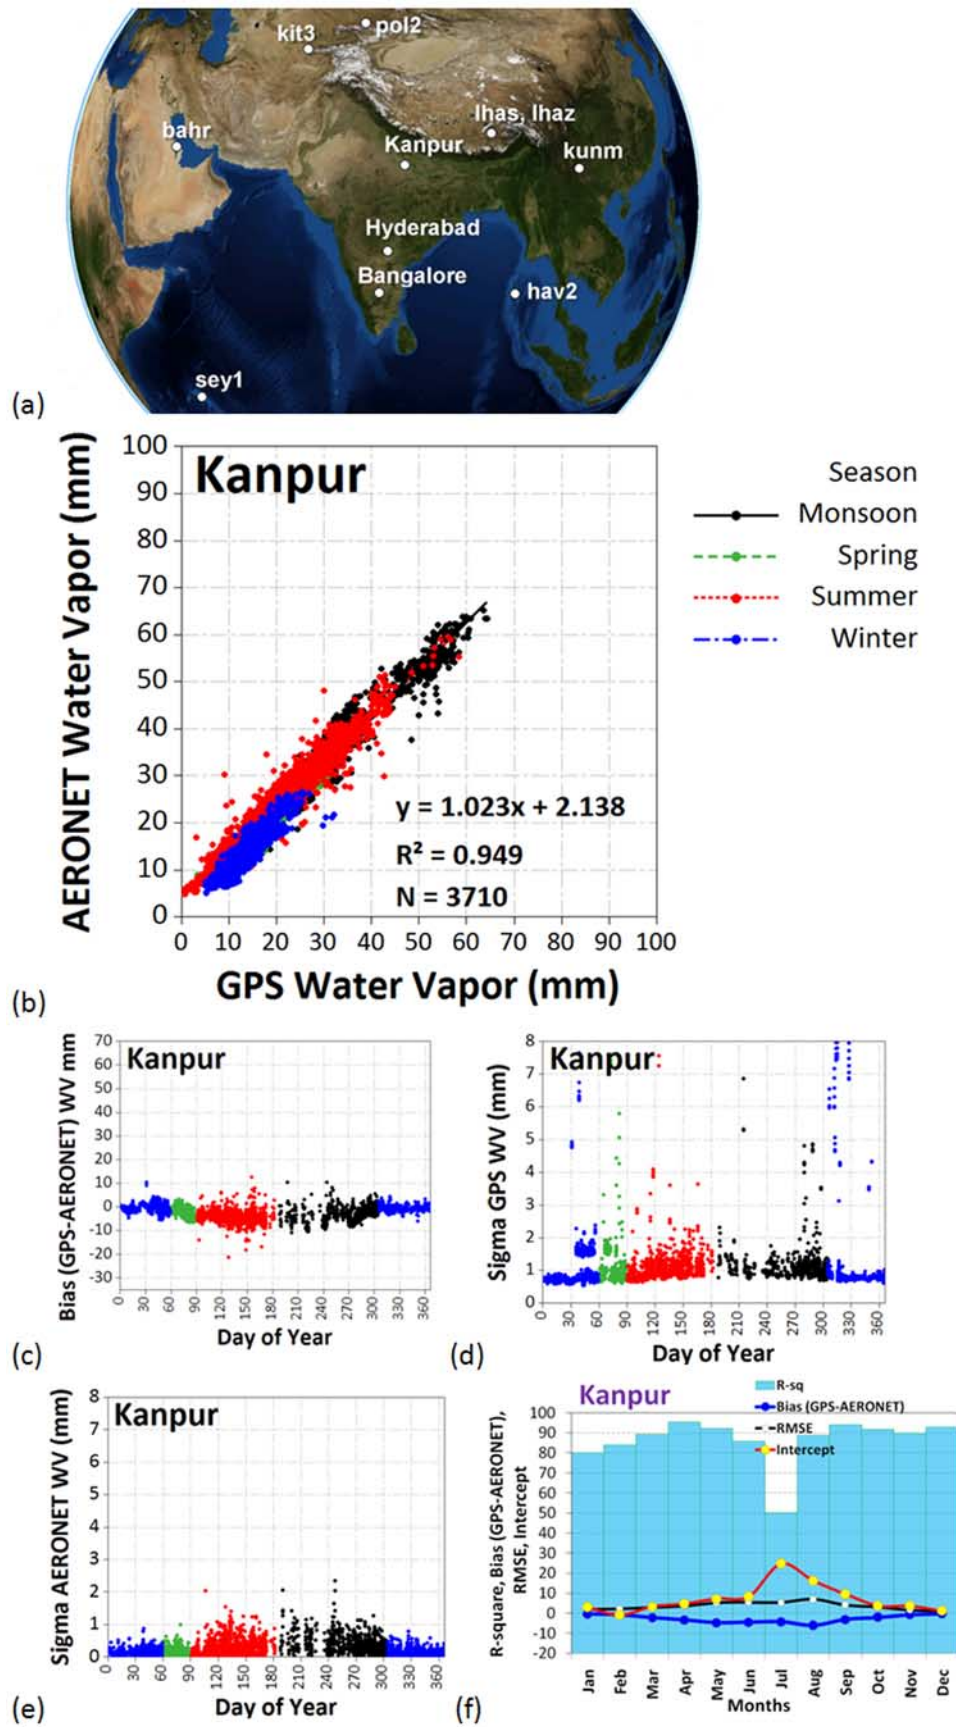 kit3
pol2
bahr
lhas, lhaz
Kanpur
kunm
Hyderabad
Bangalore
hav2
sey1
(a)
AERONET Water Vapor (mm)
100
90
80
70
60
50
40
30
20
10
0
Kanpur
y = 1.023x + 2.138
R² = 0.949
N = 3710
0 10 20 30 40 50 60 70 80 90 100
GPS Water Vapor (mm)
Season
Monsoon
Spring
Summer
Winter
(b)
Bias (GPS-AERONET) WV mm
70
60
50
40
30
20
10
0
-10
-20
-30
Kanpur
0 30 60 90 120 150 180 210 240 270 300 330 360
Day of Year
(c)
Sigma GPS WV (mm)
8
7
6
5
4
3
2
1
0
Kanpur
0 30 60 90 120 150 180 210 240 270 300 330 360
Day of Year
(d)
Sigma AERONET WV (mm)
8
7
6
5
4
3
2
1
0
Kanpur
0 30 60 90 120 150 180 210 240 270 300 330 360
Day of Year
(e)
Kanpur
R-sq
Bias (GPS-AERONET)
RMSE
Intercept
R-square, Bias (GPS-AERONET),
RMSE, Intercept
100
90
80
70
60
50
40
30
20
10
0
-10
-20
Jan Feb Mar Apr May Jun Jul Aug Sep Oct Nov Dec
Months
(f)